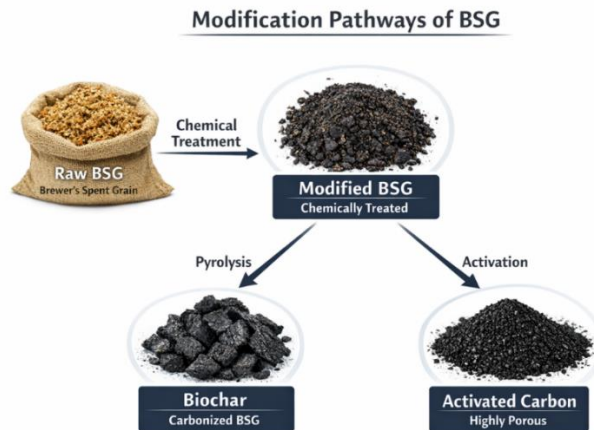 Modification Pathways of BSG
Chemical
Treatment
Raw BSG
Brewer's Spent Grain
Modified BSG
Chemically Treated
Pyrolysis
Activation
Biochar
Carbonized BSG
Activated Carbon
Highly Porous